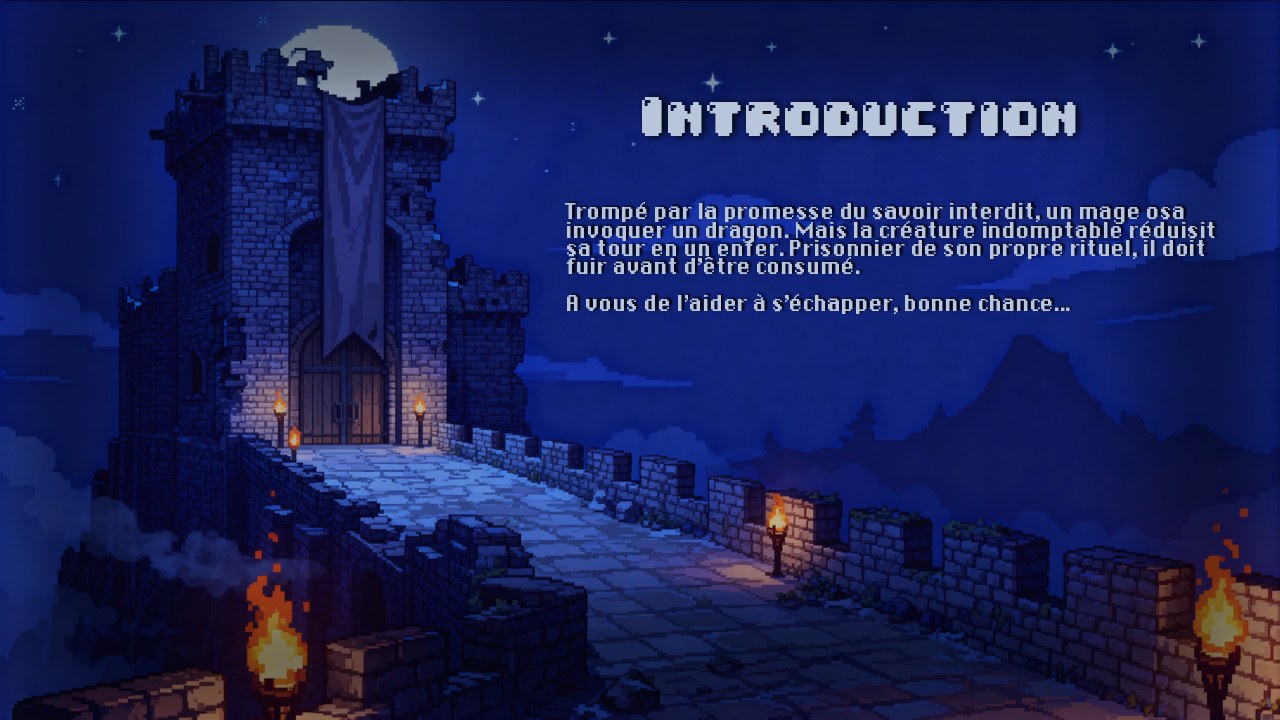 Introduction
Trompé par la promesse du savoir interdit, un mage osa
invoquer un dragon. Mais la créature indomptable réduisit
sa tour en un enfer. Prisonnier de son propre rituel, il doit
fuir avant d'être consumé.
A vous de l'aider à s'échapper, bonne chance...